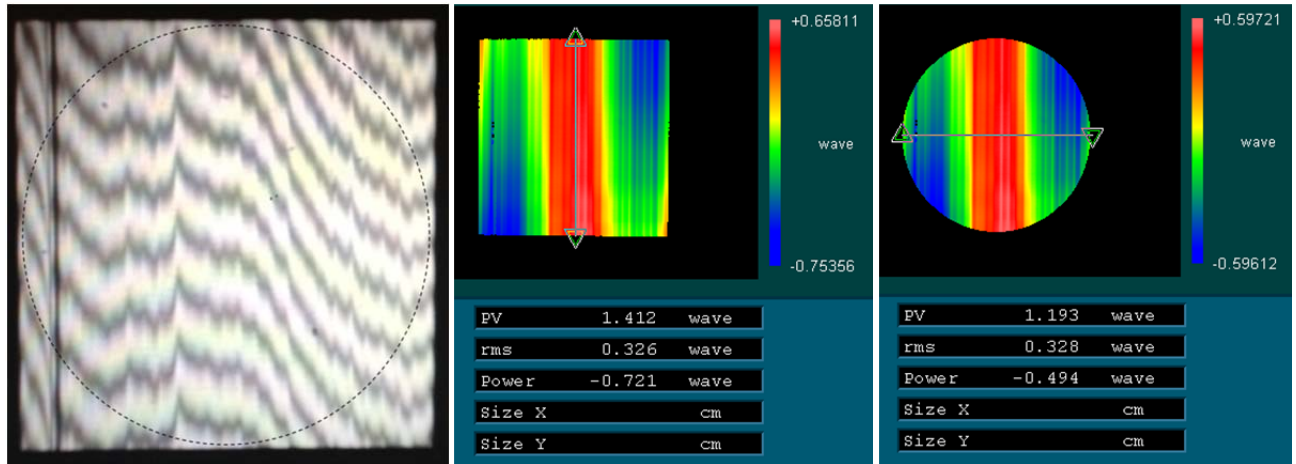 +0.65811
wave
-0.75356
PV 1.412 wave
rms 0.326 wave
Power -0.721 wave
Size X cm
Size Y cm
+0.59721
wave
-0.59612
PV 1.193 wave
rms 0.328 wave
Power -0.494 wave
Size X cm
Size Y cm